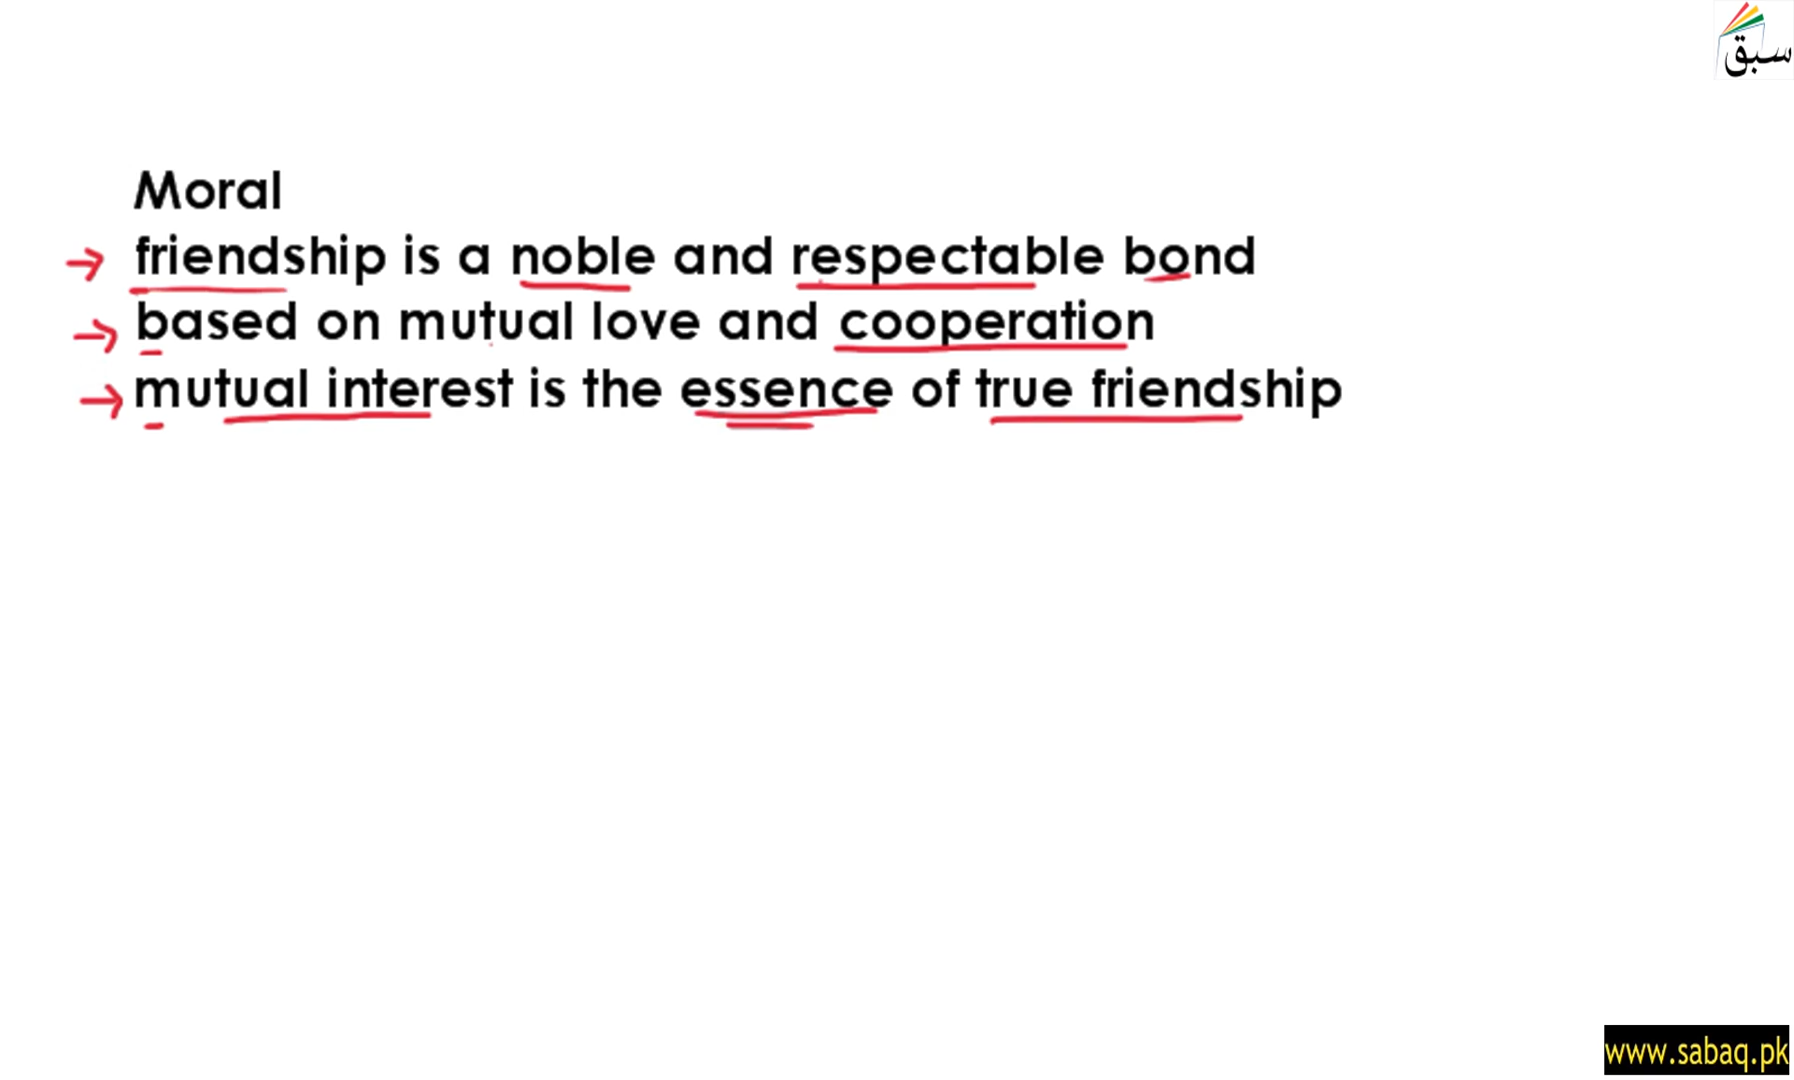 سبق
Moral
friendship is a noble and respectable bond
based on mutual love and cooperation
mutual interest is the essence of true friendship
www.sabaq.pk